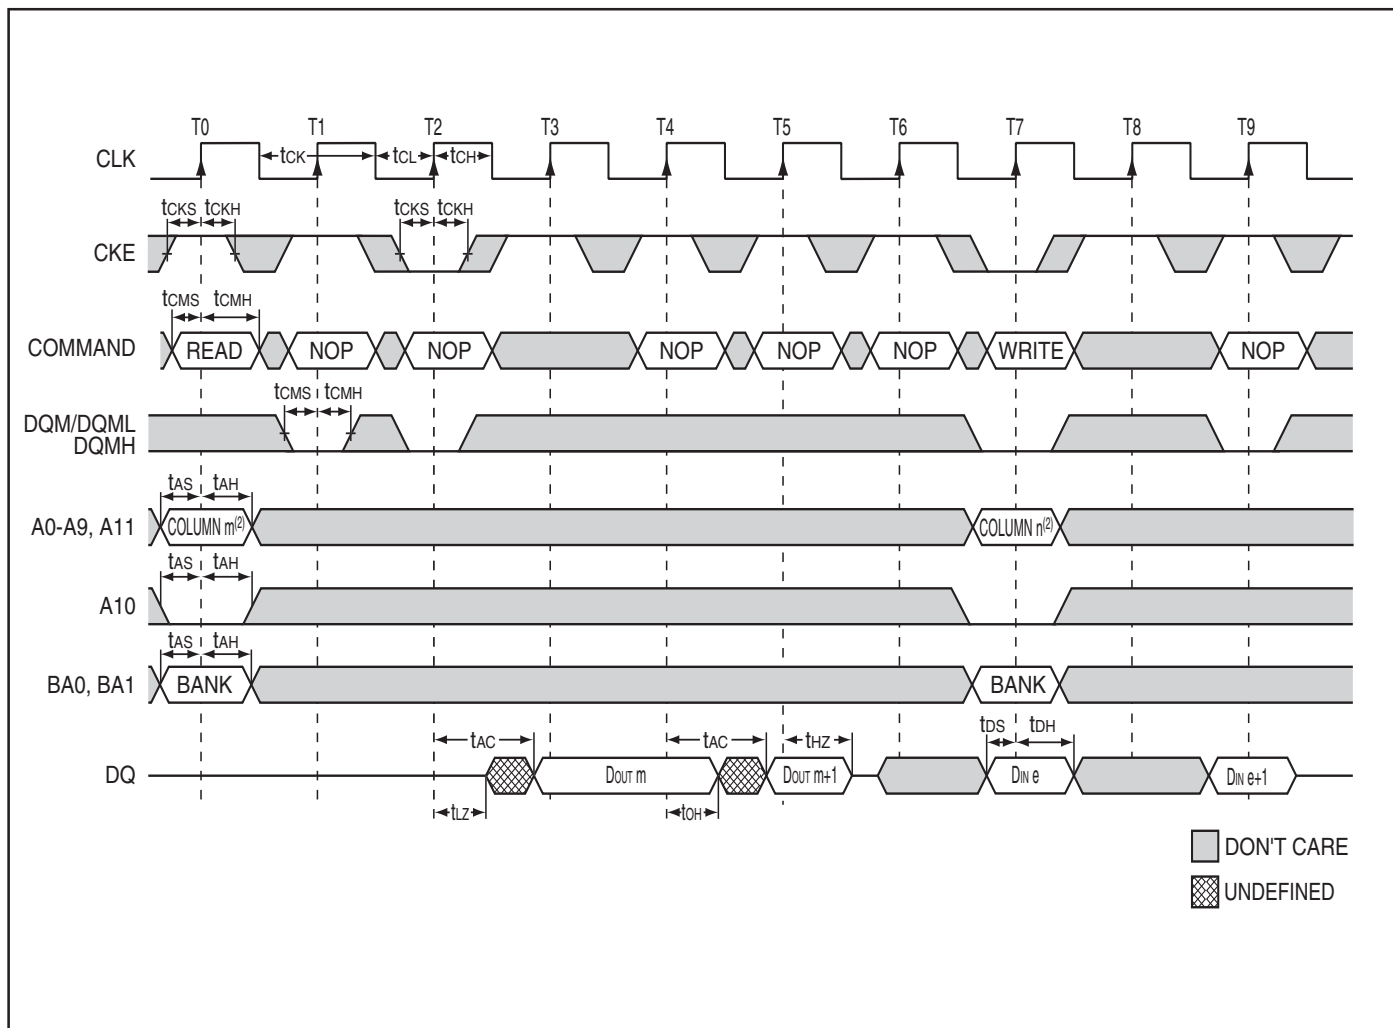 T0 T1 T2 T3 T4 T5 T6 T7 T8 T9
CLK tCK tCL tCH
tCKS tCKH tCKS tCKH
CKE
tCMS tCMH
COMMAND READ NOP NOP NOP NOP NOP WRITE NOP
tCMS tCMH
DQM/DQML
DQMH
tAS tAH
A0-A9, A11 COLUMN m(2) COLUMN n(2)
tAS tAH
A10
tAS tAH
BA0, BA1 BANK BANK
tAC tAC tHZ tDS tDH
DQ DOUT m DOUT m+1 DIN e DIN e+1
tLZ tOH
DON'T CARE
UNDEFINED